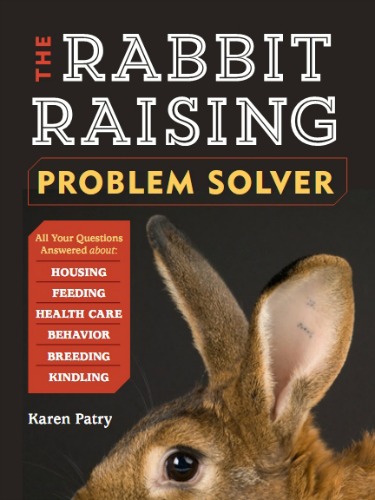 THE
RABBIT
RAISING
PROBLEM SOLVER
All Your Questions
Answered about:
HOUSING
FEEDING
HEALTH CARE
BEHAVIOR
BREEDING
KINDLING
Karen Patry